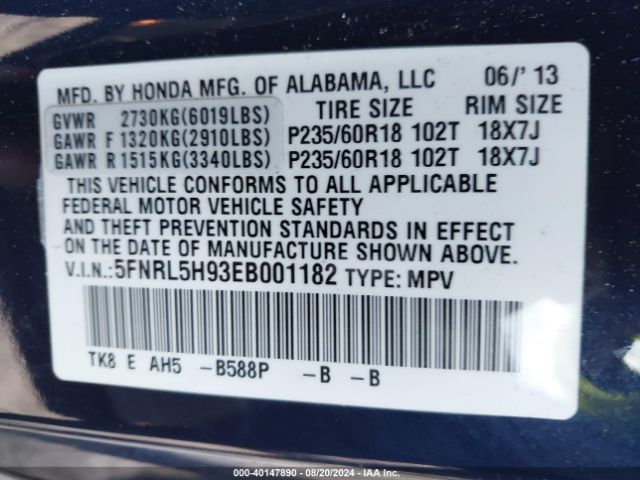 MFD. BY HONDA MFG. OF ALABAMA, LLC 06/' 13
GVWR 2730KG(6019LBS) TIRE SIZE RIM SIZE
GAWR F 1320KG(2910LBS) P235/60R18 102T 18X7J
GAWR R 1515KG(3340LBS) P235/60R18 102T 18X7J
THIS VEHICLE CONFORMS TO ALL APPLICABLE
FEDERAL MOTOR VEHICLE SAFETY
AND THEFT PREVENTION STANDARDS IN EFFECT
ON THE DATE OF MANUFACTURE SHOWN ABOVE.
V.I.N.:5FNRL5H93EB001182 TYPE: MPV
TK8 E AH5 -B588P -B -B
000-40147890 - 08/20/2024 - IAA Inc.